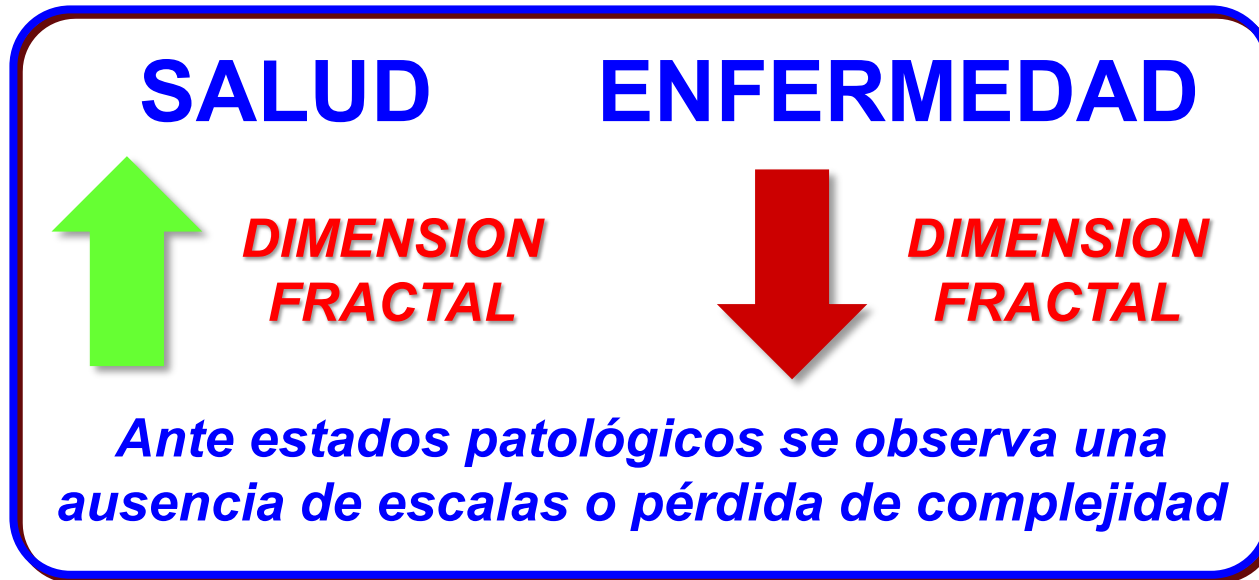 SALUD ENFERMEDAD
DIMENSION DIMENSION
FRACTAL FRACTAL
Ante estados patológicos se observa una
ausencia de escalas o pérdida de complejidad